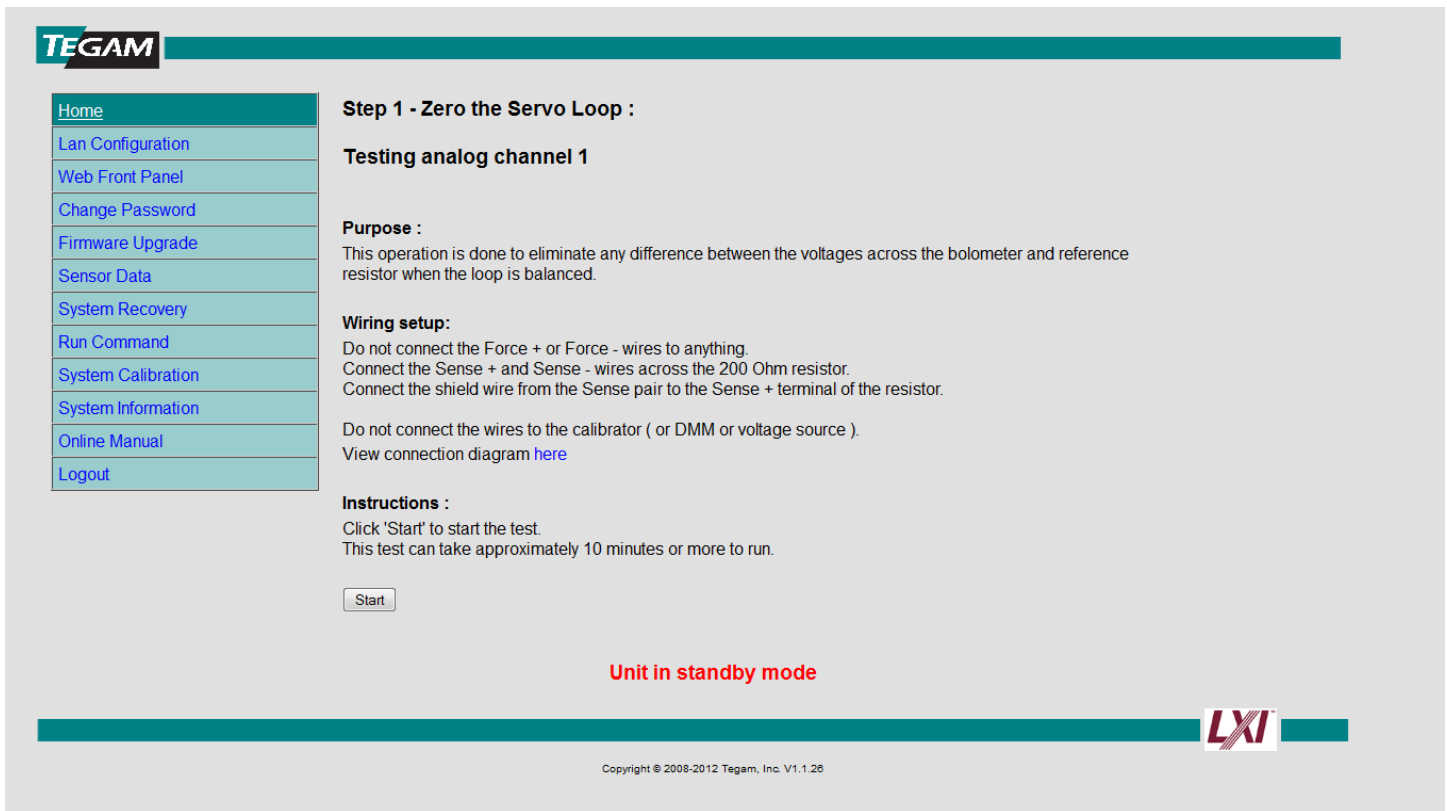 TEGAM
Home
Lan Configuration
Web Front Panel
Change Password
Firmware Upgrade
Sensor Data
System Recovery
Run Command
System Calibration
System Information
Online Manual
Logout
Step 1 - Zero the Servo Loop :
Testing analog channel 1
Purpose :
This operation is done to eliminate any difference between the voltages across the bolometer and reference
resistor when the loop is balanced.
Wiring setup:
Do not connect the Force + or Force - wires to anything.
Connect the Sense + and Sense - wires across the 200 Ohm resistor.
Connect the shield wire from the Sense pair to the Sense + terminal of the resistor.
Do not connect the wires to the calibrator ( or DMM or voltage source ).
View connection diagram here
Instructions :
Click 'Start' to start the test.
This test can take approximately 10 minutes or more to run.
Start
Unit in standby mode
LXI
Copyright © 2008-2012 Tegam, Inc. V1.1.26